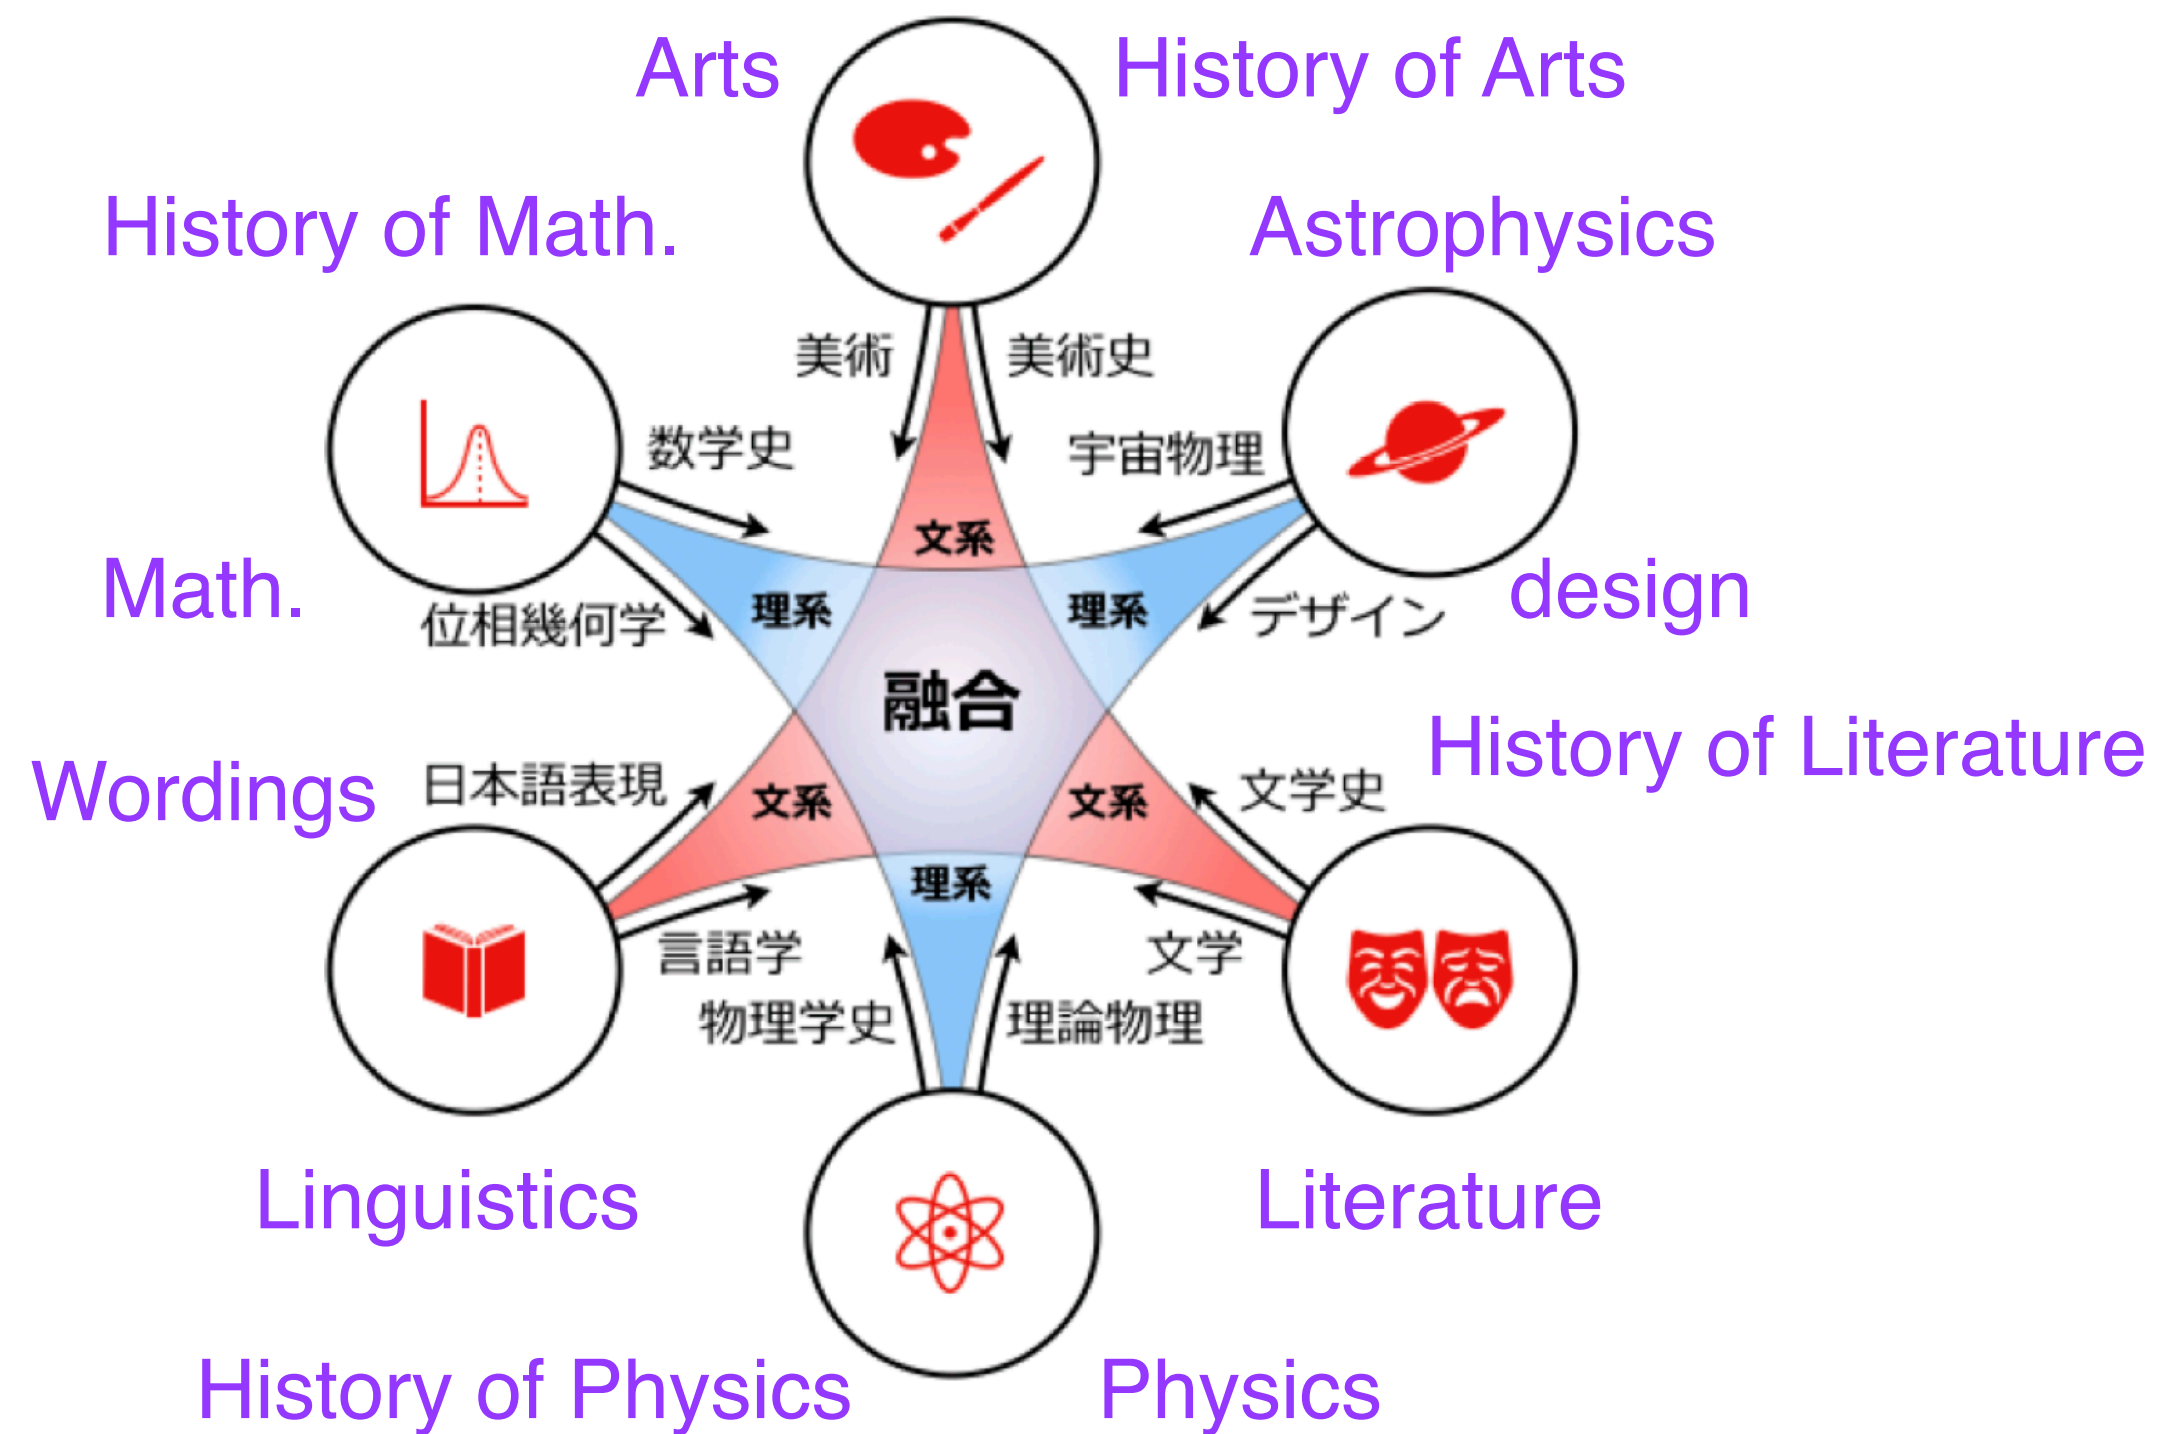 Arts
History of Arts
History of Math.
Astrophysics
美術
美術史
数学史
宇宙物理
文系
Math.
design
位相幾何学
理系
理系
デザイン
融合
History of Literature
Wordings
日本語表現
文系
文系
文学史
理系
言語学
文学
物理学史
理論物理
Linguistics
Literature
History of Physics
Physics